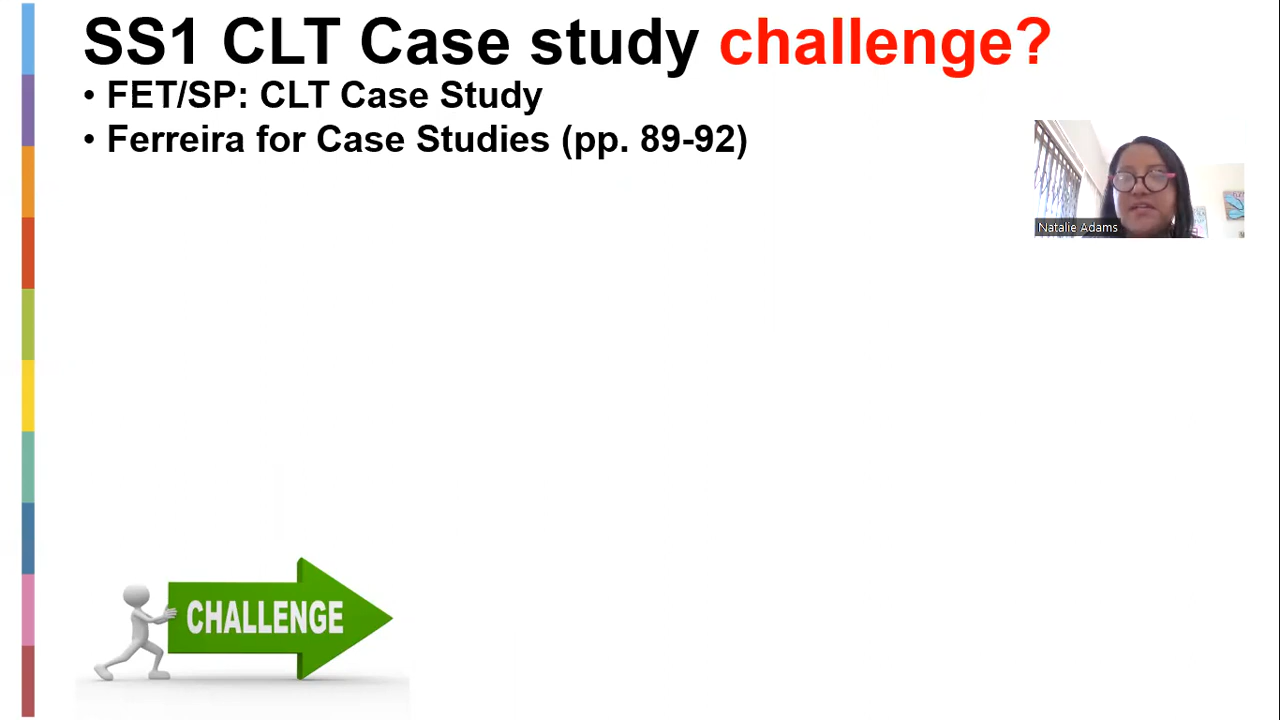 SS1 CLT Case study challenge?
• FET/SP: CLT Case Study
• Ferreira for Case Studies (pp. 89-92)
Natalie Adams
CHALLENGE